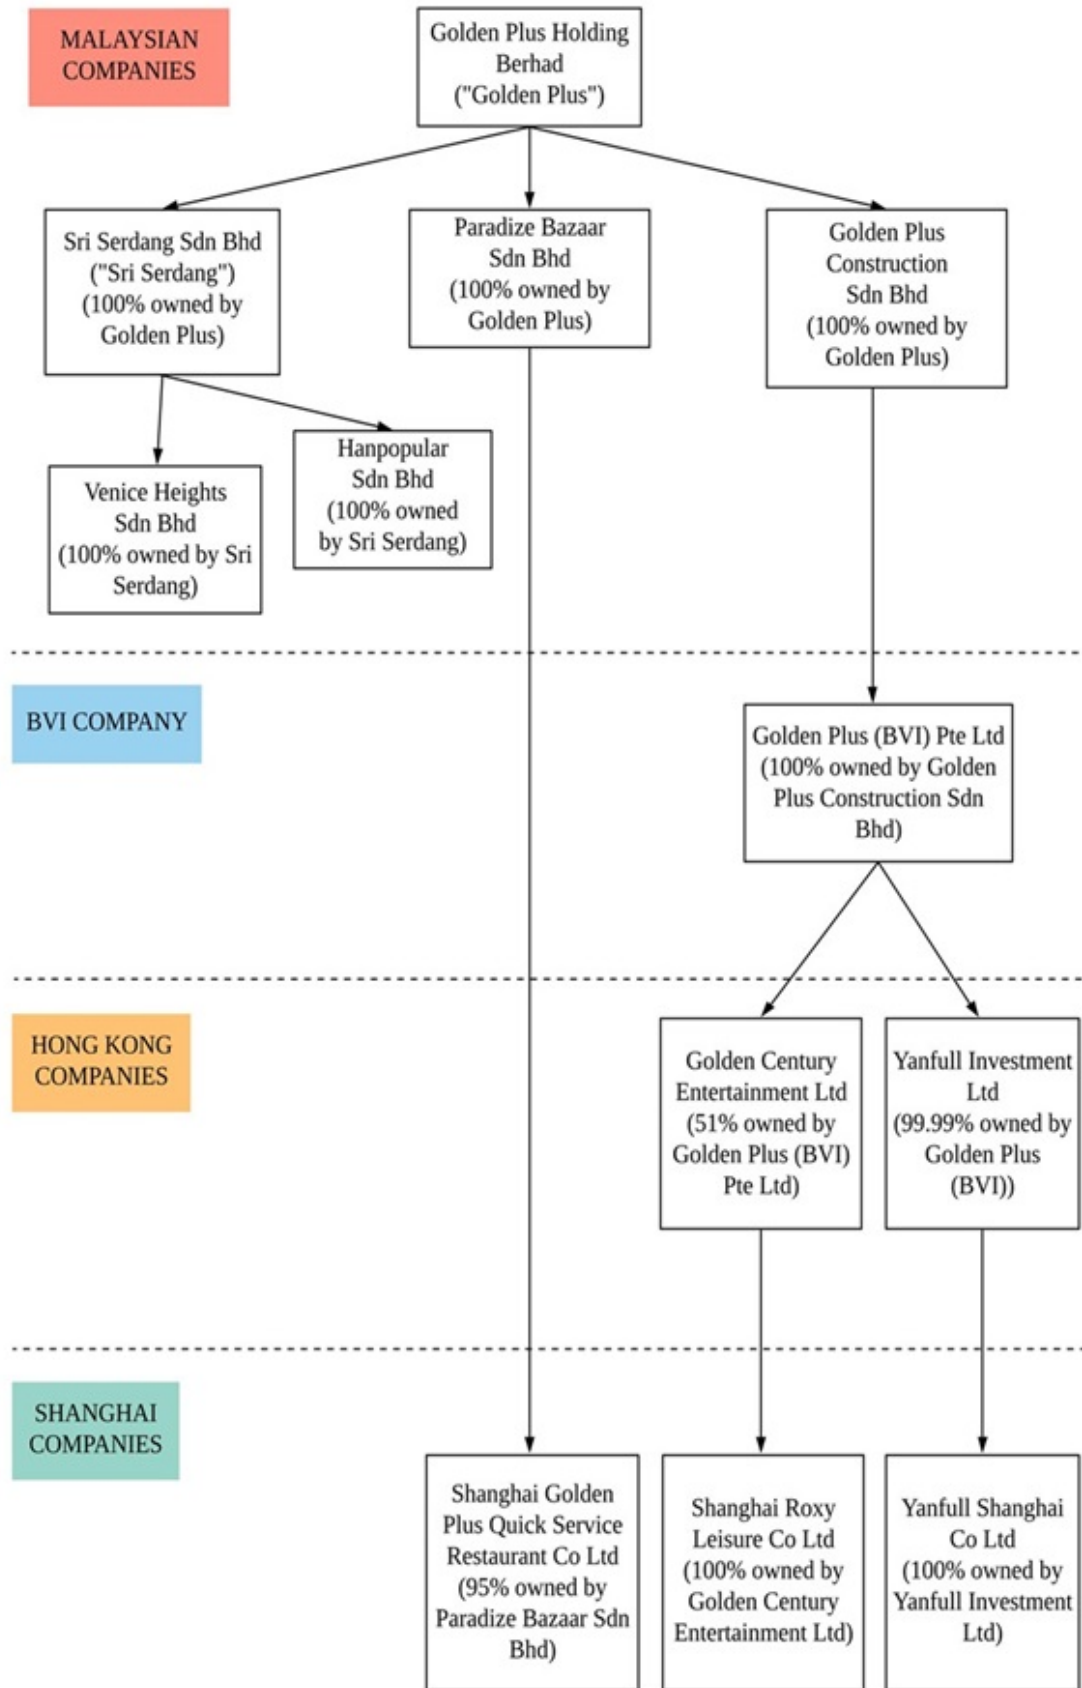 MALAYSIAN
COMPANIES
Golden Plus Holding
Berhad
("Golden Plus")
Sri Serdang Sdn Bhd
("Sri Serdang")
(100% owned by
Golden Plus)
Paradize Bazaar
Sdn Bhd
(100% owned by
Golden Plus)
Golden Plus
Construction
Sdn Bhd
(100% owned by
Golden Plus)
Venice Heights
Sdn Bhd
(100% owned by Sri
Serdang)
Hanpopular
Sdn Bhd
(100% owned
by Sri Serdang)
BVI COMPANY
Golden Plus (BVI) Pte Ltd
(100% owned by Golden
Plus Construction Sdn
Bhd)
HONG KONG
COMPANIES
Golden Century
Entertainment Ltd
(51% owned by
Golden Plus (BVI)
Pte Ltd)
Yanfull Investment
Ltd
(99.99% owned by
Golden Plus
(BVI))
SHANGHAI
COMPANIES
Shanghai Golden
Plus Quick Service
Restaurant Co Ltd
(95% owned by
Paradize Bazaar Sdn
Bhd)
Shanghai Roxy
Leisure Co Ltd
(100% owned by
Golden Century
Entertainment Ltd)
Yanfull Shanghai
Co Ltd
(100% owned by
Yanfull Investment
Ltd)